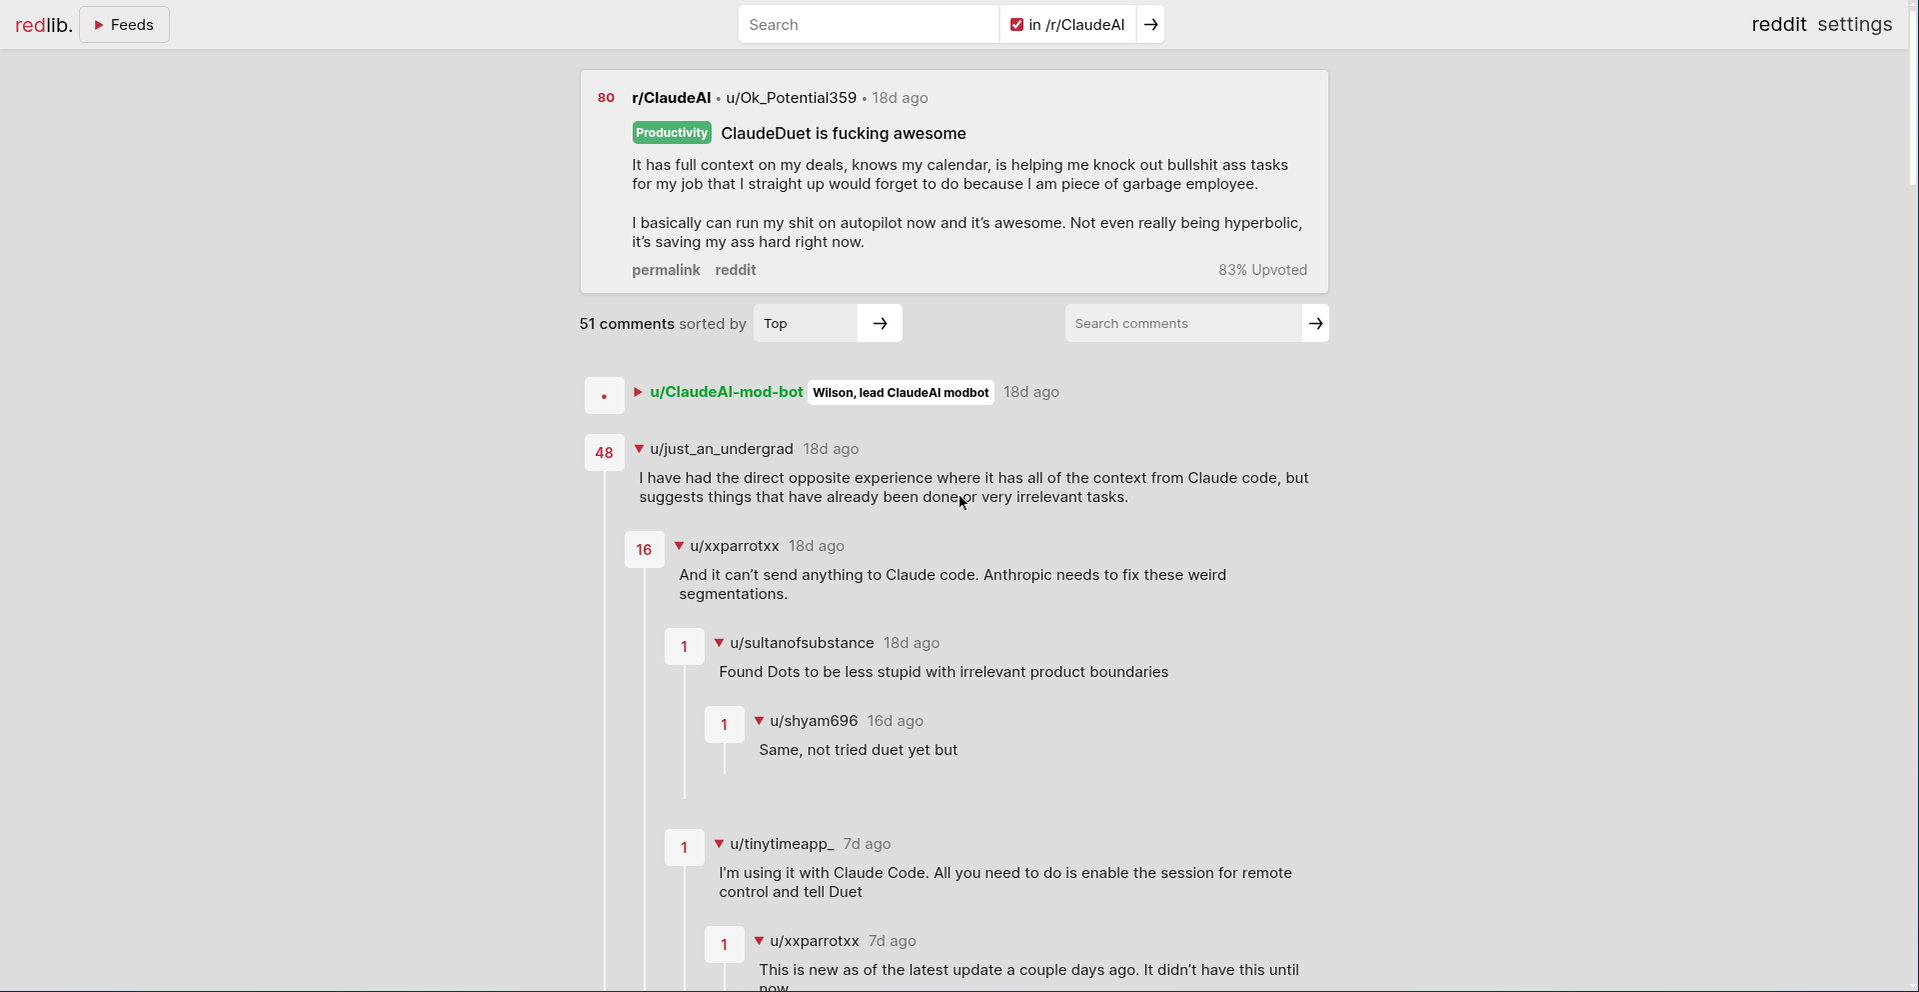 redlib.
Feeds
Search
in /r/ClaudeAI
→
reddit settings
80
r/ClaudeAI • u/Ok_Potential359 • 18d ago
Productivity ClaudeDuet is fucking awesome
It has full context on my deals, knows my calendar, is helping me knock out bullshit ass tasks
for my job that I straight up would forget to do because I am piece of garbage employee.
I basically can run my shit on autopilot now and it’s awesome. Not even really being hyperbolic,
it’s saving my ass hard right now.
permalink reddit
83% Upvoted
51 comments sorted by Top →
Search comments →
• u/ClaudeAI-mod-bot Wilson, lead ClaudeAI modbot 18d ago
48 u/just_an_undergrad 18d ago
I have had the direct opposite experience where it has all of the context from Claude code, but
suggests things that have already been done or very irrelevant tasks.
16 u/xxparrotxx 18d ago
And it can’t send anything to Claude code. Anthropic needs to fix these weird
segmentations.
1 u/sultanofsubstance 18d ago
Found Dots to be less stupid with irrelevant product boundaries
1 u/shyam696 16d ago
Same, not tried duet yet but
1 u/tinytimeapp_ 7d ago
I'm using it with Claude Code. All you need to do is enable the session for remote
control and tell Duet
1 u/xxparrotxx 7d ago
This is new as of the latest update a couple days ago. It didn’t have this until
now